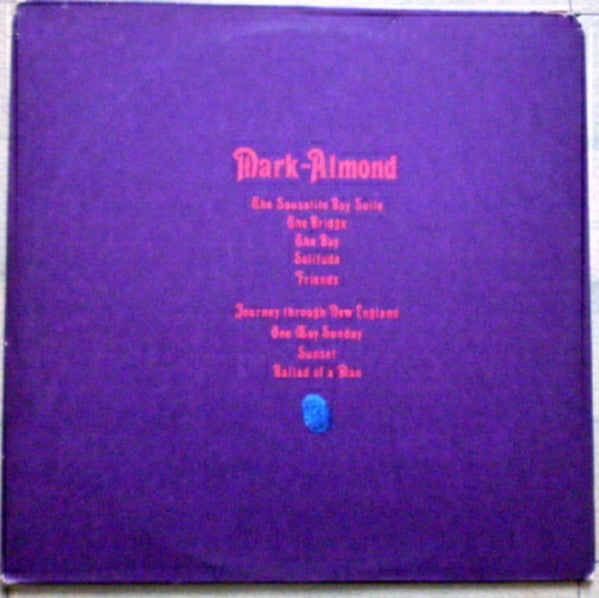 Mark-Almond
The Sausalito Bay Suite
The Bridge
The Bay
Solitude
Friends
Journey through New England
One Way Sunday
Sunset
Ballad of a Man